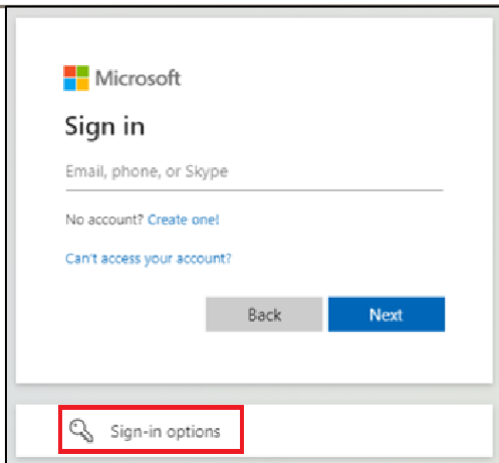 Microsoft
Sign in
Email, phone, or Skype
No account? Create one!
Can't access your account?
Back Next
Sign-in options